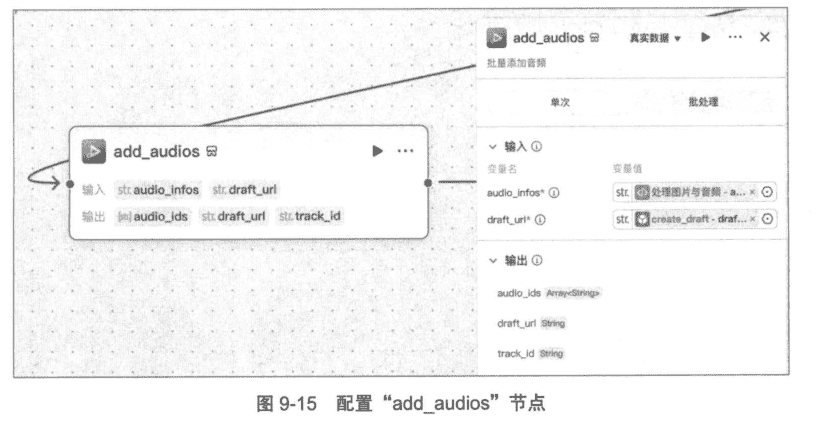 add_audios
输入 str. audio_infos str. draft_url
输出 [str] audio_ids str. draft_url str. track_id
add_audios 真实数据
批量添加音频
单次 批处理
输入
变量名 变量值
audio_infos* str. 处理图片与音频 - a...
draft_url* str. create_draft - draf...
输出
audio_ids Array<String>
draft_url String
track_id String
图 9-15 配置“add_audios”节点